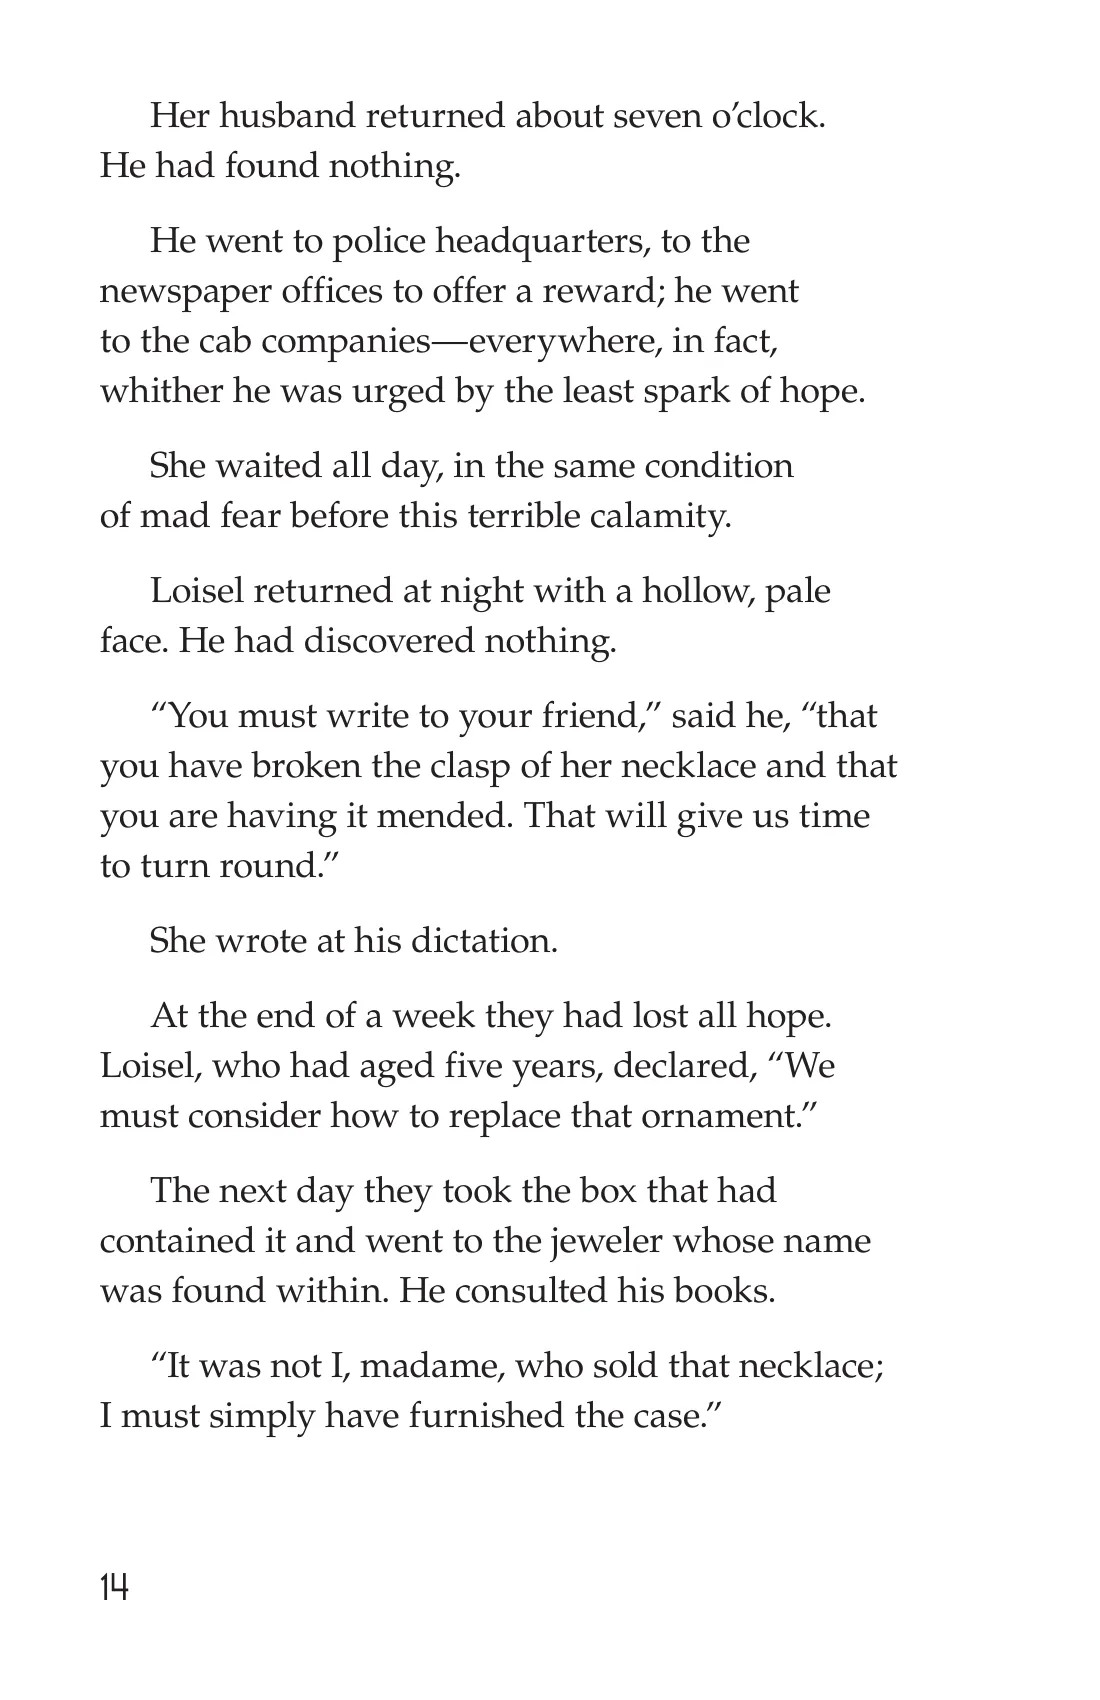 Her husband returned about seven o’clock.
He had found nothing.
He went to police headquarters, to the
newspaper offices to offer a reward; he went
to the cab companies—everywhere, in fact,
whither he was urged by the least spark of hope.
She waited all day, in the same condition
of mad fear before this terrible calamity.
Loisel returned at night with a hollow, pale
face. He had discovered nothing.
“You must write to your friend,” said he, “that
you have broken the clasp of her necklace and that
you are having it mended. That will give us time
to turn round.”
She wrote at his dictation.
At the end of a week they had lost all hope.
Loisel, who had aged five years, declared, “We
must consider how to replace that ornament.”
The next day they took the box that had
contained it and went to the jeweler whose name
was found within. He consulted his books.
“It was not I, madame, who sold that necklace;
I must simply have furnished the case.”
14